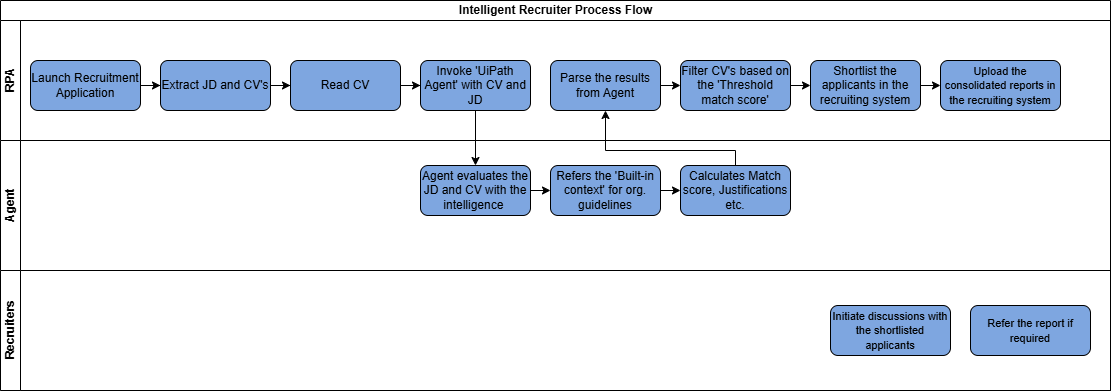 Intelligent Recruiter Process Flow
RPA
Launch Recruitment
Application
Extract JD and CV's
Read CV
Invoke 'UiPath
Agent' with CV and
JD
Parse the results
from Agent
Filter CV's based on
the 'Threshold
match score'
Shortlist the
applicants in the
recruiting system
Upload the
consolidated reports in
the recruiting system
Agent
Agent evaluates the
JD and CV with the
intelligence
Refers the 'Built-in
context' for org.
guidelines
Calculates Match
score, Justifications
etc.
Recruiters
Initiate discussions with
the shortlisted
applicants
Refer the report if
required